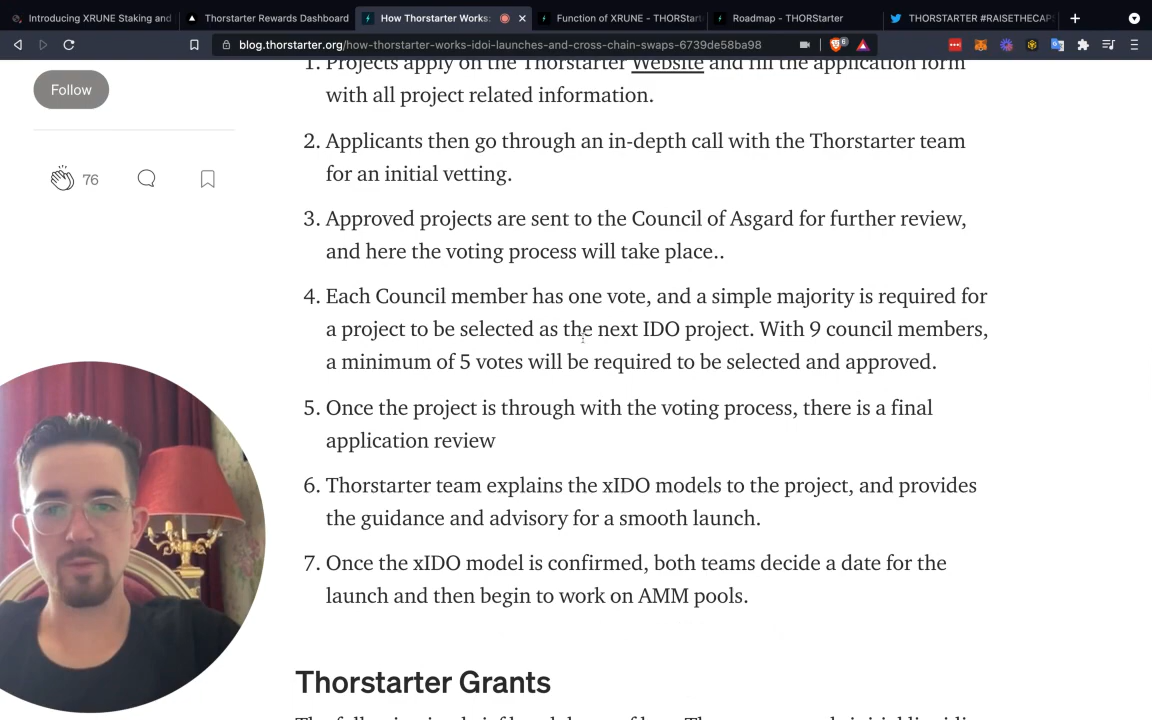 Introducing XRUNE Staking and
Thorstarter Rewards Dashboard
How Thorstarter Works:
Function of XRUNE - THORStart
Roadmap - THORStarter
THORSTARTER #RAISETHECAP
blog.thorstarter.org/how-thorstarter-works-idoi-launches-and-cross-chain-swaps-6739de58ba98
6
Follow
76
1. Projects apply on the Thorstarter Website and fill the application form
with all project related information.
2. Applicants then go through an in-depth call with the Thorstarter team
for an initial vetting.
3. Approved projects are sent to the Council of Asgard for further review,
and here the voting process will take place..
4. Each Council member has one vote, and a simple majority is required for
a project to be selected as the next IDO project. With 9 council members,
a minimum of 5 votes will be required to be selected and approved.
5. Once the project is through with the voting process, there is a final
application review
6. Thorstarter team explains the xIDO models to the project, and provides
the guidance and advisory for a smooth launch.
7. Once the xIDO model is confirmed, both teams decide a date for the
launch and then begin to work on AMM pools.
Thorstarter Grants